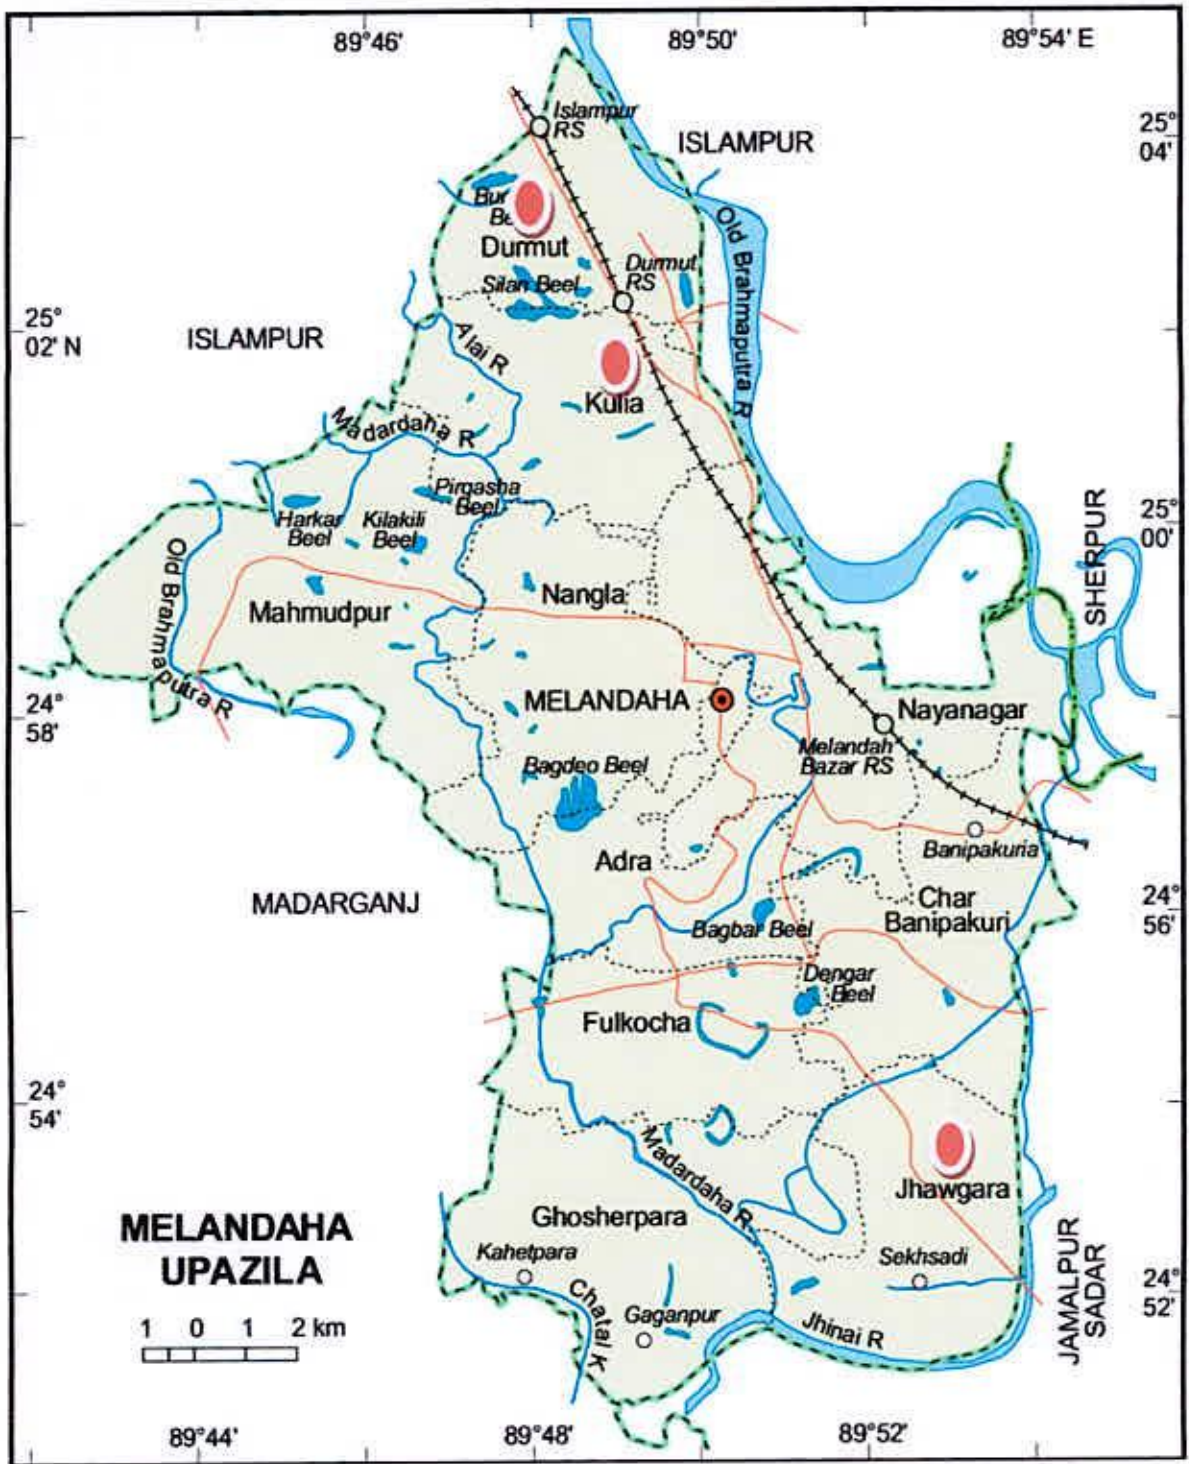 89°46'
89°50'
89°54' E
Islampur
RS
ISLAMPUR
25°
04'
Durmut
Durmut
RS
Silan Beel
Old Brahmaputra R
25°
02' N
ISLAMPUR
Alai R
Kulia
Madardaha R
Pirgasha
Beel
Harkar
Beel
Kilakili
Beel
25°
00'
SHERPUR
Old Brahmaputra R
Mahmudpur
Nangla
MELANDAHA
Nayanagar
24°
58'
Melandah
Bazar RS
Bagdeo Beel
Banipakuria
Adra
MADARGANJ
Char
Banipakuri
24°
56'
Bagbar Beel
Dengar
Beel
Fulkocha
24°
54'
Madardaha R
Jhawgara
Ghosherpara
MELANDAHA
UPAZILA
Kahetpara
Sekhsadi
JAMALPUR
SADAR
24°
52'
Chatal K
Gaganpur
Jhinai R
1 0 1 2 km
89°44'
89°48'
89°52'